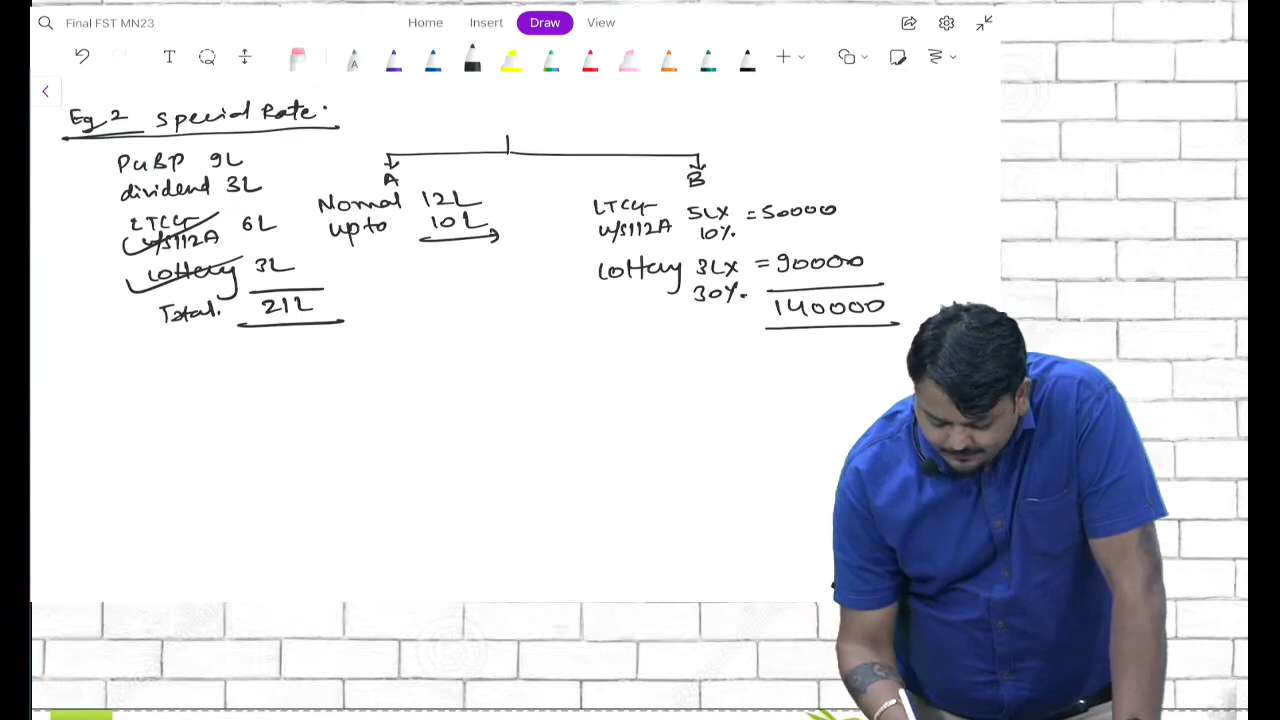 Final FST MN23
Home Insert Draw View
Eg. 2 Special Rate.
PUBP 9L
dividend 3L
LTCG u/s112A 6L
Lottery 3L
Total. 21L
A
Normal 12L
upto 10L
B
LTCG u/s112A 5L x 10% = 50000
Lottery 3L x 30% = 90000
140000